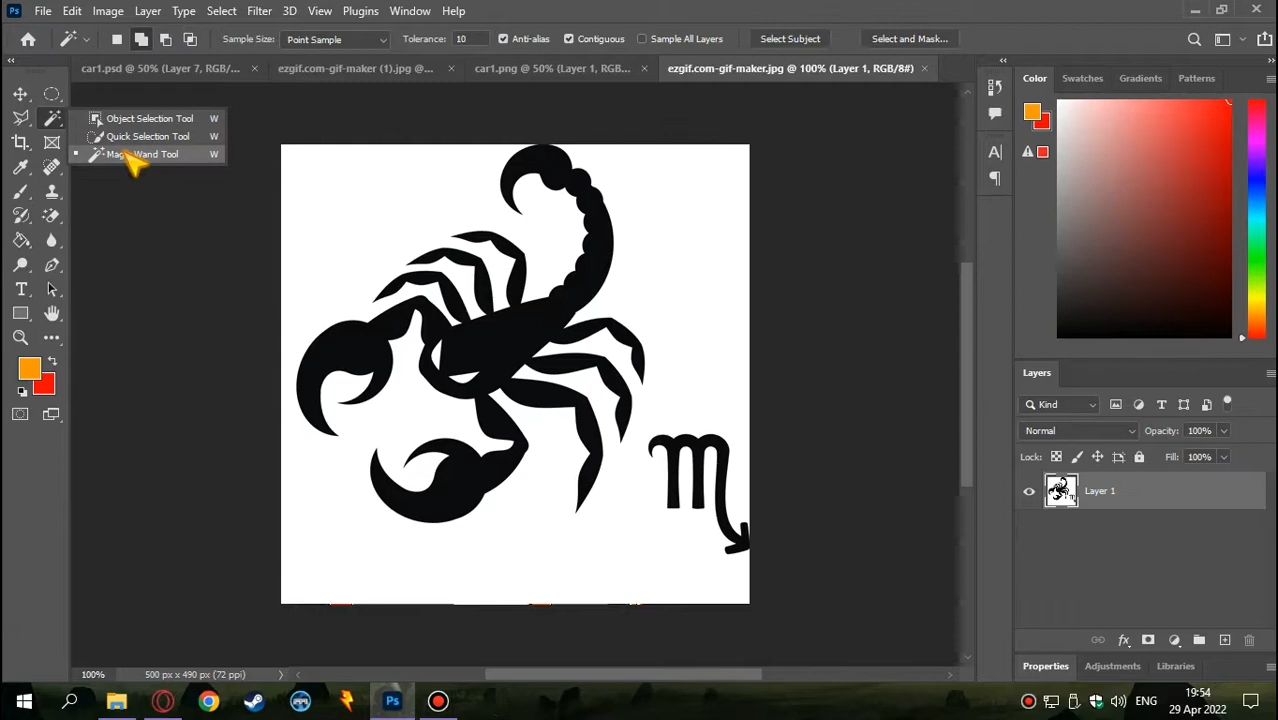 Ps File Edit Image Layer Type Select Filter 3D View Plugins Window Help
Sample Size: Point Sample Tolerance: 10 Anti-alias Contiguous Sample All Layers Select Subject Select and Mask...
car1.psd @ 50% (Layer 7, RGB/... × ezgif.com-gif-maker (1).jpg @... × car1.png @ 50% (Layer 1, RGB... × ezgif.com-gif-maker.jpg @ 100% (Layer 1, RGB/8#) ×
Object Selection Tool W
Quick Selection Tool W
Wand Tool W
Color Swatches Gradients Patterns
Layers
Kind
Normal Opacity: 100%
Lock: Fill: 100%
Layer 1
Properties Adjustments Libraries
100% 500 px x 460 px (72 ppi)
Ps ENG 19:54
29 Apr 2022